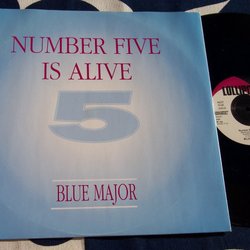 NUMBER FIVE
IS ALIVE
5
BLUE MAJOR